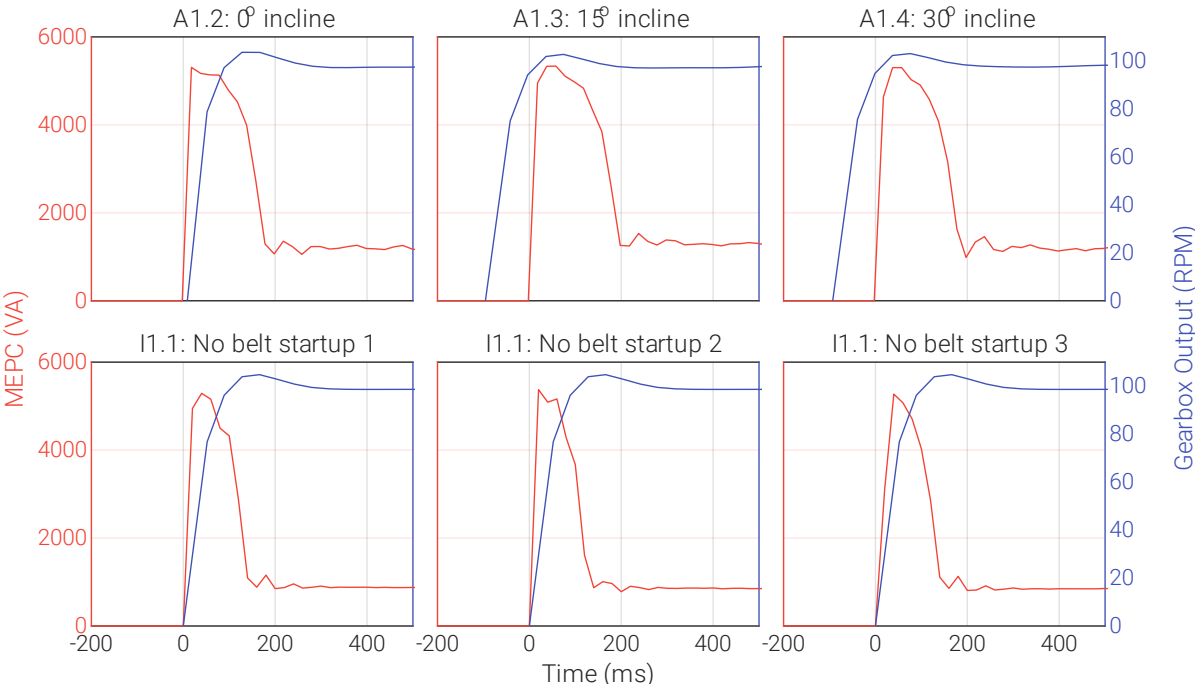 A1.2: 0° incline
A1.3: 15° incline
A1.4: 30° incline
6000
4000
2000
0
100
80
60
40
20
0
MEPC (VA)
Gearbox Output (RPM)
I1.1: No belt startup 1
I1.1: No belt startup 2
I1.1: No belt startup 3
6000
4000
2000
0
100
80
60
40
20
0
-200 0 200 400
-200 0 200 400
-200 0 200 400
Time (ms)